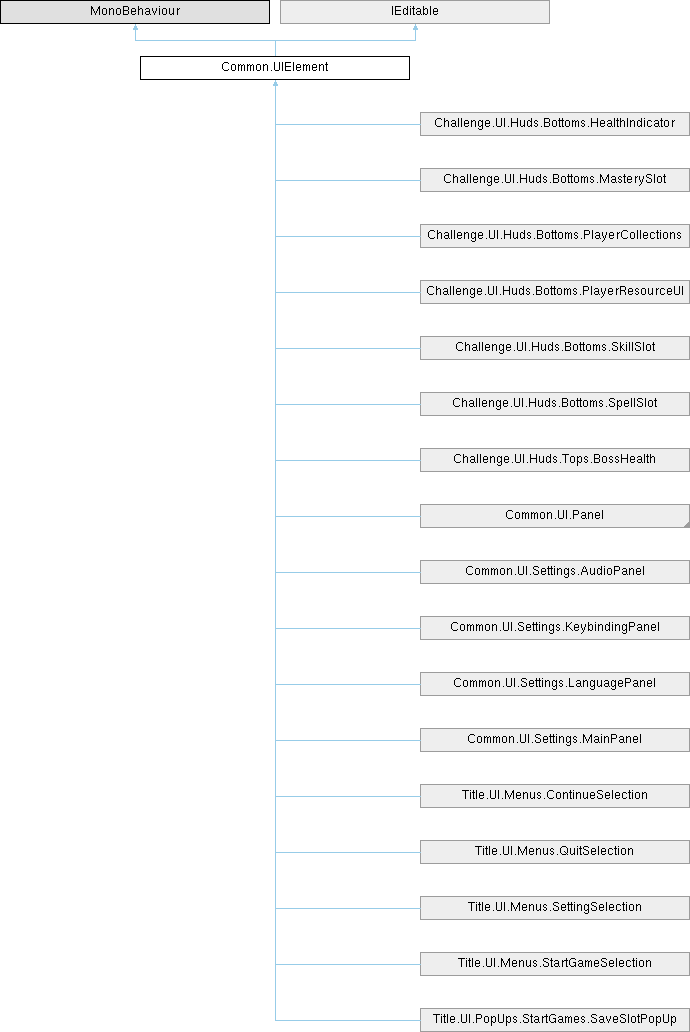 MonoBehaviour
IEditable
Common.UIElement
Challenge.UI.Huds.Bottoms.HealthIndicator
Challenge.UI.Huds.Bottoms.MasterySlot
Challenge.UI.Huds.Bottoms.PlayerCollections
Challenge.UI.Huds.Bottoms.PlayerResourceUI
Challenge.UI.Huds.Bottoms.SkillSlot
Challenge.UI.Huds.Bottoms.SpellSlot
Challenge.UI.Huds.Tops.BossHealth
Common.UI.Panel
Common.UI.Settings.AudioPanel
Common.UI.Settings.KeybindingPanel
Common.UI.Settings.LanguagePanel
Common.UI.Settings.MainPanel
Title.UI.Menus.ContinueSelection
Title.UI.Menus.QuitSelection
Title.UI.Menus.SettingSelection
Title.UI.Menus.StartGameSelection
Title.UI.PopUps.StartGames.SaveSlotPopUp